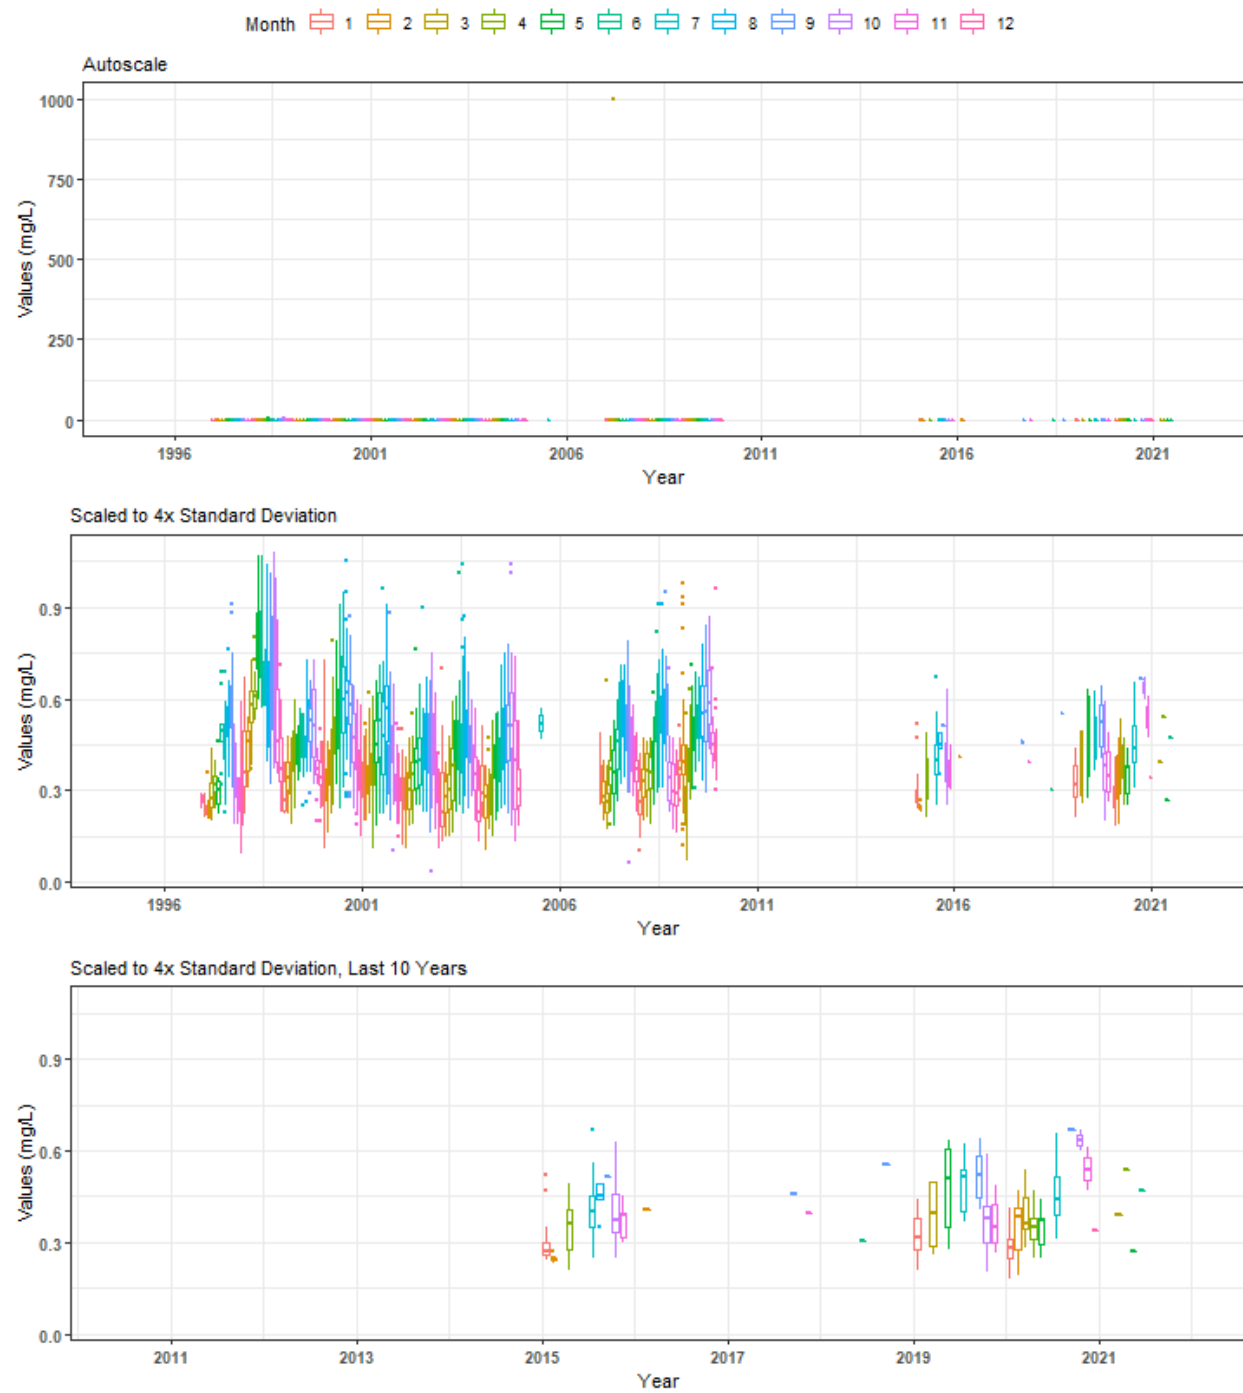 Month 1 2 3 4 5 6 7 8 9 10 11 12
Autoscale
1000
750
500
250
0
Values (mg/L)
1996 2001 2006 2011 2016 2021
Year
Scaled to 4x Standard Deviation
0.9
0.6
0.3
0.0
Values (mg/L)
1996 2001 2006 2011 2016 2021
Year
Scaled to 4x Standard Deviation, Last 10 Years
0.9
0.6
0.3
0.0
Values (mg/L)
2011 2013 2015 2017 2019 2021
Year